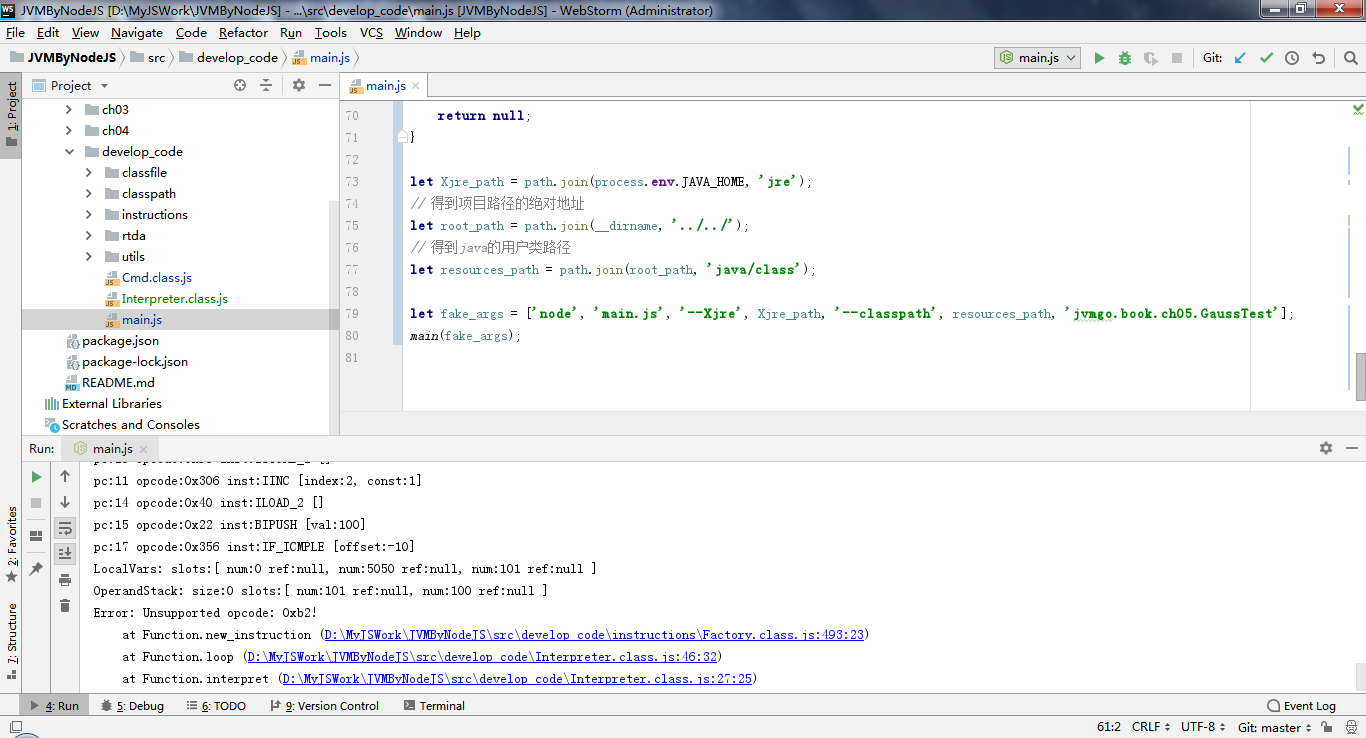 JVMByNodeJS [D:\MyJSWork\JVMByNodeJS] - ...\src\develop_code\main.js [JVMByNodeJS] - WebStorm (Administrator)
File Edit View Navigate Code Refactor Run Tools VCS Window Help
JVMByNodeJS src develop_code main.js main.js Git:
Project main.js
1: Project
ch03
ch04
develop_code
classfile
classpath
instructions
rtda
utils
Cmd.class.js
Interpreter.class.js
main.js
package.json
package-lock.json
README.md
External Libraries
Scratches and Consoles
70 return null;
71 }
72
73 let Xjre_path = path.join(process.env.JAVA_HOME, 'jre');
74 // 得到项目路径的绝对地址
75 let root_path = path.join(__dirname, '../../');
76 // 得到java的用户类路径
77 let resources_path = path.join(root_path, 'java/class');
78
79 let fake_args = ['node', 'main.js', '--Xjre', Xjre_path, '--classpath', resources_path, 'jvmgo.book.ch05.GaussTest'];
80 main(fake_args);
81
Run: main.js
pc:11 opcode:0x306 inst:IINC [index:2, const:1]
pc:14 opcode:0x40 inst:ILOAD_2 []
pc:15 opcode:0x22 inst:BIPUSH [val:100]
pc:17 opcode:0x356 inst:IF_ICMPLE [offset:-10]
LocalVars: slots:[ num:0 ref:null, num:5050 ref:null, num:101 ref:null ]
OperandStack: size:0 slots:[ num:101 ref:null, num:100 ref:null ]
Error: Unsupported opcode: 0xb2!
at Function.new_instruction (D:\MyJSWork\JVMByNodeJS\src\develop_code\instructions\Factory.class.js:493:23)
at Function.loop (D:\MyJSWork\JVMByNodeJS\src\develop_code\Interpreter.class.js:46:32)
at Function.interpret (D:\MyJSWork\JVMByNodeJS\src\develop_code\Interpreter.class.js:27:25)
2: Favorites
7: Structure
4: Run 5: Debug 6: TODO 9: Version Control Terminal Event Log
61:2 CRLF UTF-8 Git: master